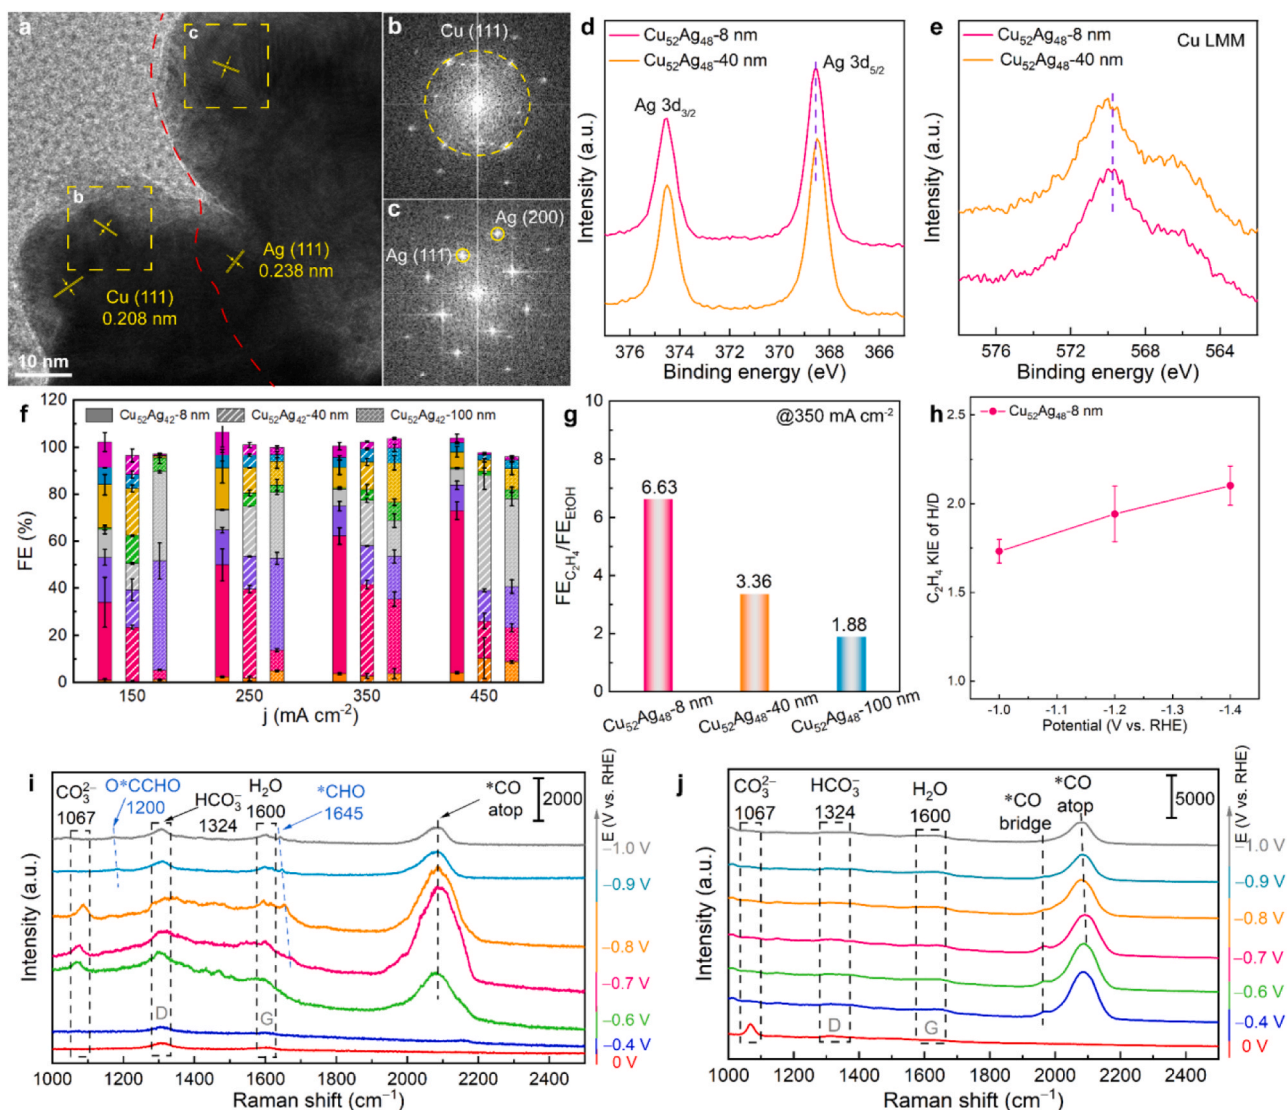 a
c
b
Ag (111)
0.238 nm
Cu (111)
0.208 nm
10 nm
b
Cu (111)
c
Ag (200)
Ag (111)
d
Cu₅₂Ag₄₈-8 nm
Cu₅₂Ag₄₈-40 nm
Ag 3d₅/₂
Ag 3d₃/₂
Intensity (a.u.)
376 374 372 370 368 366
Binding energy (eV)
e
Cu₅₂Ag₄₈-8 nm
Cu₅₂Ag₄₈-40 nm
Cu LMM
Intensity (a.u.)
576 572 568 564
Binding energy (eV)
f
Cu₅₂Ag₄₂-8 nm Cu₅₂Ag₄₂-40 nm Cu₅₂Ag₄₂-100 nm
FE (%)
120
100
80
60
40
20
0
150 250 350 450
j (mA cm⁻²)
g
@350 mA cm⁻²
FE C₂H₄/FE EtOH
10
8
6
4
2
0
6.63
3.36
1.88
Cu₅₂Ag₄₈-8 nm
Cu₅₂Ag₄₈-40 nm
Cu₅₂Ag₄₈-100 nm
h
Cu₅₂Ag₄₈-8 nm
C₂H₄ KIE of H/D
2.5
2.0
1.5
1.0
-1.0 -1.1 -1.2 -1.3 -1.4
Potential (V vs. RHE)
i
CO₃²⁻
1067
O*CCHO
1200
HCO₃⁻
1324
H₂O
1600
*CHO
1645
*CO
atop
2000
E (V vs. RHE)
−1.0 V
−0.9 V
−0.8 V
−0.7 V
−0.6 V
−0.4 V
0 V
D
G
Intensity (a.u.)
1000 1200 1400 1600 1800 2000 2200 2400
Raman shift (cm⁻¹)
j
CO₃²⁻
1067
HCO₃⁻
1324
H₂O
1600
*CO
bridge
*CO
atop
5000
E (V vs. RHE)
−1.0 V
−0.9 V
−0.8 V
−0.7 V
−0.6 V
−0.4 V
0 V
D
G
Intensity (a.u.)
1000 1200 1400 1600 1800 2000 2200 2400
Raman shift (cm⁻¹)